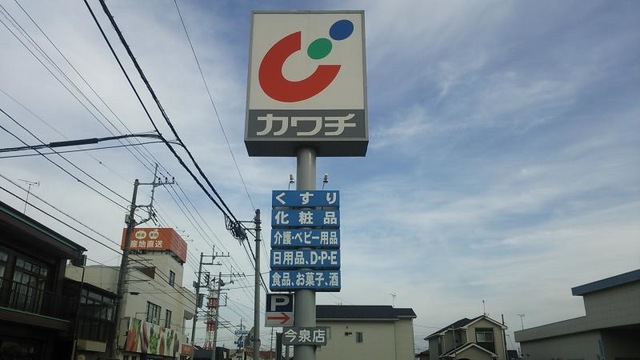 カワチ
くすり
化粧品
介護・ベビー用品
日用品、D・P・E
食品、お菓子、酒
P
今泉店
産地直送